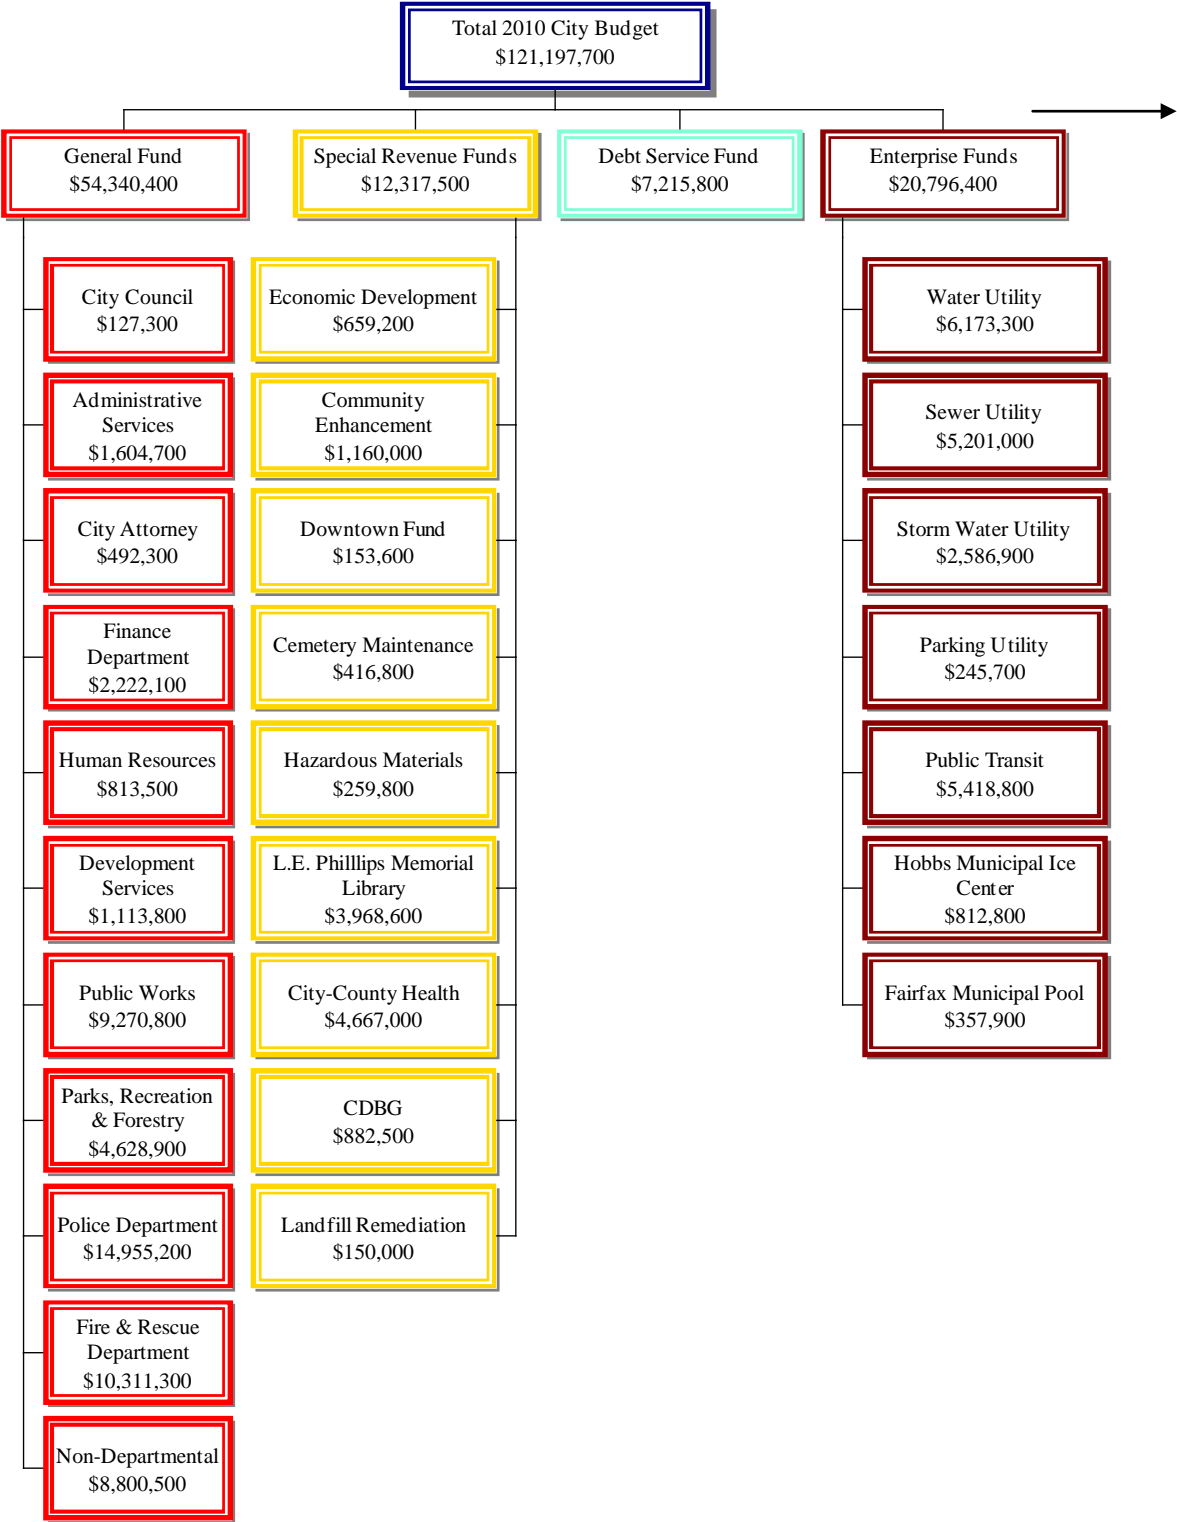 Total 2010 City Budget
$121,197,700
General Fund
$54,340,400
Special Revenue Funds
$12,317,500
Debt Service Fund
$7,215,800
Enterprise Funds
$20,796,400
City Council
$127,300
Administrative
Services
$1,604,700
City Attorney
$492,300
Finance
Department
$2,222,100
Human Resources
$813,500
Development
Services
$1,113,800
Public Works
$9,270,800
Parks, Recreation
& Forestry
$4,628,900
Police Department
$14,955,200
Fire & Rescue
Department
$10,311,300
Non-Departmental
$8,800,500
Economic Development
$659,200
Community
Enhancement
$1,160,000
Downtown Fund
$153,600
Cemetery Maintenance
$416,800
Hazardous Materials
$259,800
L.E. Philllips Memorial
Library
$3,968,600
City-County Health
$4,667,000
CDBG
$882,500
Landfill Remediation
$150,000
Water Utility
$6,173,300
Sewer Utility
$5,201,000
Storm Water Utility
$2,586,900
Parking Utility
$245,700
Public Transit
$5,418,800
Hobbs Municipal Ice
Center
$812,800
Fairfax Municipal Pool
$357,900